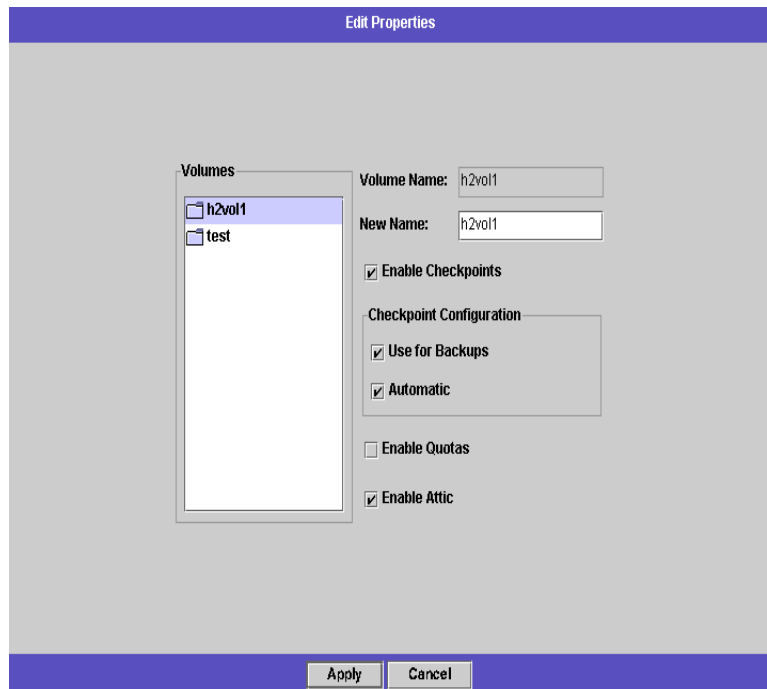 Edit Properties
Volumes
h2vol1
test
Volume Name: h2vol1
New Name: h2vol1
Enable Checkpoints
Checkpoint Configuration
Use for Backups
Automatic
Enable Quotas
Enable Attic
Apply Cancel